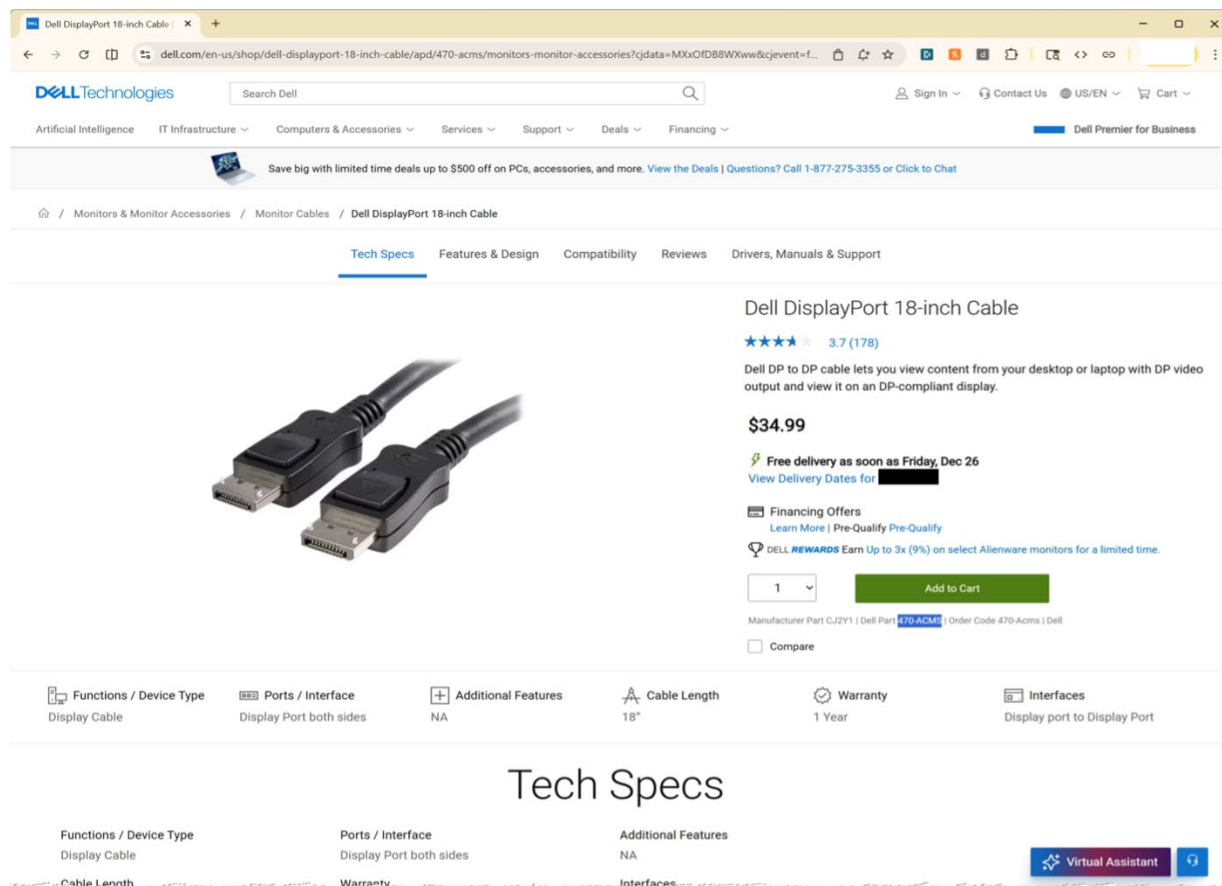 Dell DisplayPort 18-inch Cable |
dell.com/en-us/shop/dell-displayport-18-inch-cable/apd/470-acms/monitors-monitor-accessories?cjdata=MXxOfDB8WXww&cjevent=f...
DELLTechnologies
Search Dell
Sign In
Contact Us
US/EN
Cart
Artificial Intelligence IT Infrastructure Computers & Accessories Services Support Deals Financing
Dell Premier for Business
Save big with limited time deals up to $500 off on PCs, accessories, and more. View the Deals | Questions? Call 1-877-275-3355 or Click to Chat
/ Monitors & Monitor Accessories / Monitor Cables / Dell DisplayPort 18-inch Cable
Tech Specs Features & Design Compatibility Reviews Drivers, Manuals & Support
Dell DisplayPort 18-inch Cable
3.7 (178)
Dell DP to DP cable lets you view content from your desktop or laptop with DP video
output and view it on an DP-compliant display.
$34.99
Free delivery as soon as Friday, Dec 26
View Delivery Dates for
Financing Offers
Learn More | Pre-Qualify Pre-Qualify
DELL REWARDS Earn Up to 3x (9%) on select Alienware monitors for a limited time.
1
Add to Cart
Manufacturer Part CJ2Y1 | Dell Part 470-ACMS | Order Code 470-Acms | Dell
Compare
Functions / Device Type
Display Cable
Ports / Interface
Display Port both sides
Additional Features
NA
Cable Length
18"
Warranty
1 Year
Interfaces
Display port to Display Port
Tech Specs
Functions / Device Type
Display Cable
Ports / Interface
Display Port both sides
Additional Features
NA
Virtual Assistant
Cable Length
Warranty
Interfaces